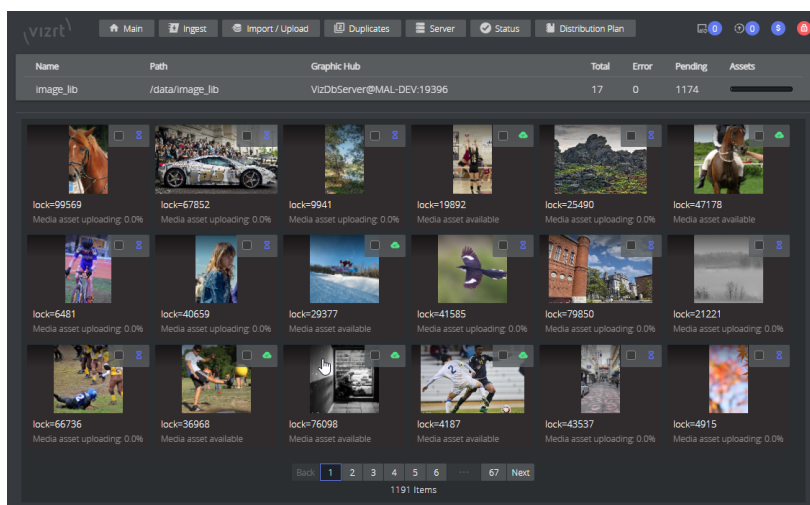 vizrt
Main
Ingest
Import / Upload
Duplicates
Server
Status
Distribution Plan
0
0
$
Name Path Graphic Hub Total Error Pending Assets
image_lib /data/image_lib VizDbServer@MAL-DEV:19396 17 0 1174
lock=99569 lock=67852 lock=9941 lock=19892 lock=25490 lock=47178
Media asset uploading: 0.0% Media asset uploading: 0.0% Media asset uploading: 0.0% Media asset available Media asset uploading: 0.0% Media asset available
lock=6481 lock=40659 lock=29377 lock=41585 lock=79850 lock=21221
Media asset uploading: 0.0% Media asset uploading: 0.0% Media asset available Media asset uploading: 0.0% Media asset uploading: 0.0% Media asset uploading: 0.0%
lock=66736 lock=36968 lock=76098 lock=4187 lock=43537 lock=4915
Media asset uploading: 0.0% Media asset available Media asset available Media asset available Media asset uploading: 0.0% Media asset uploading: 0.0%
Back 1 2 3 4 5 6 ··· 67 Next
1191 Items